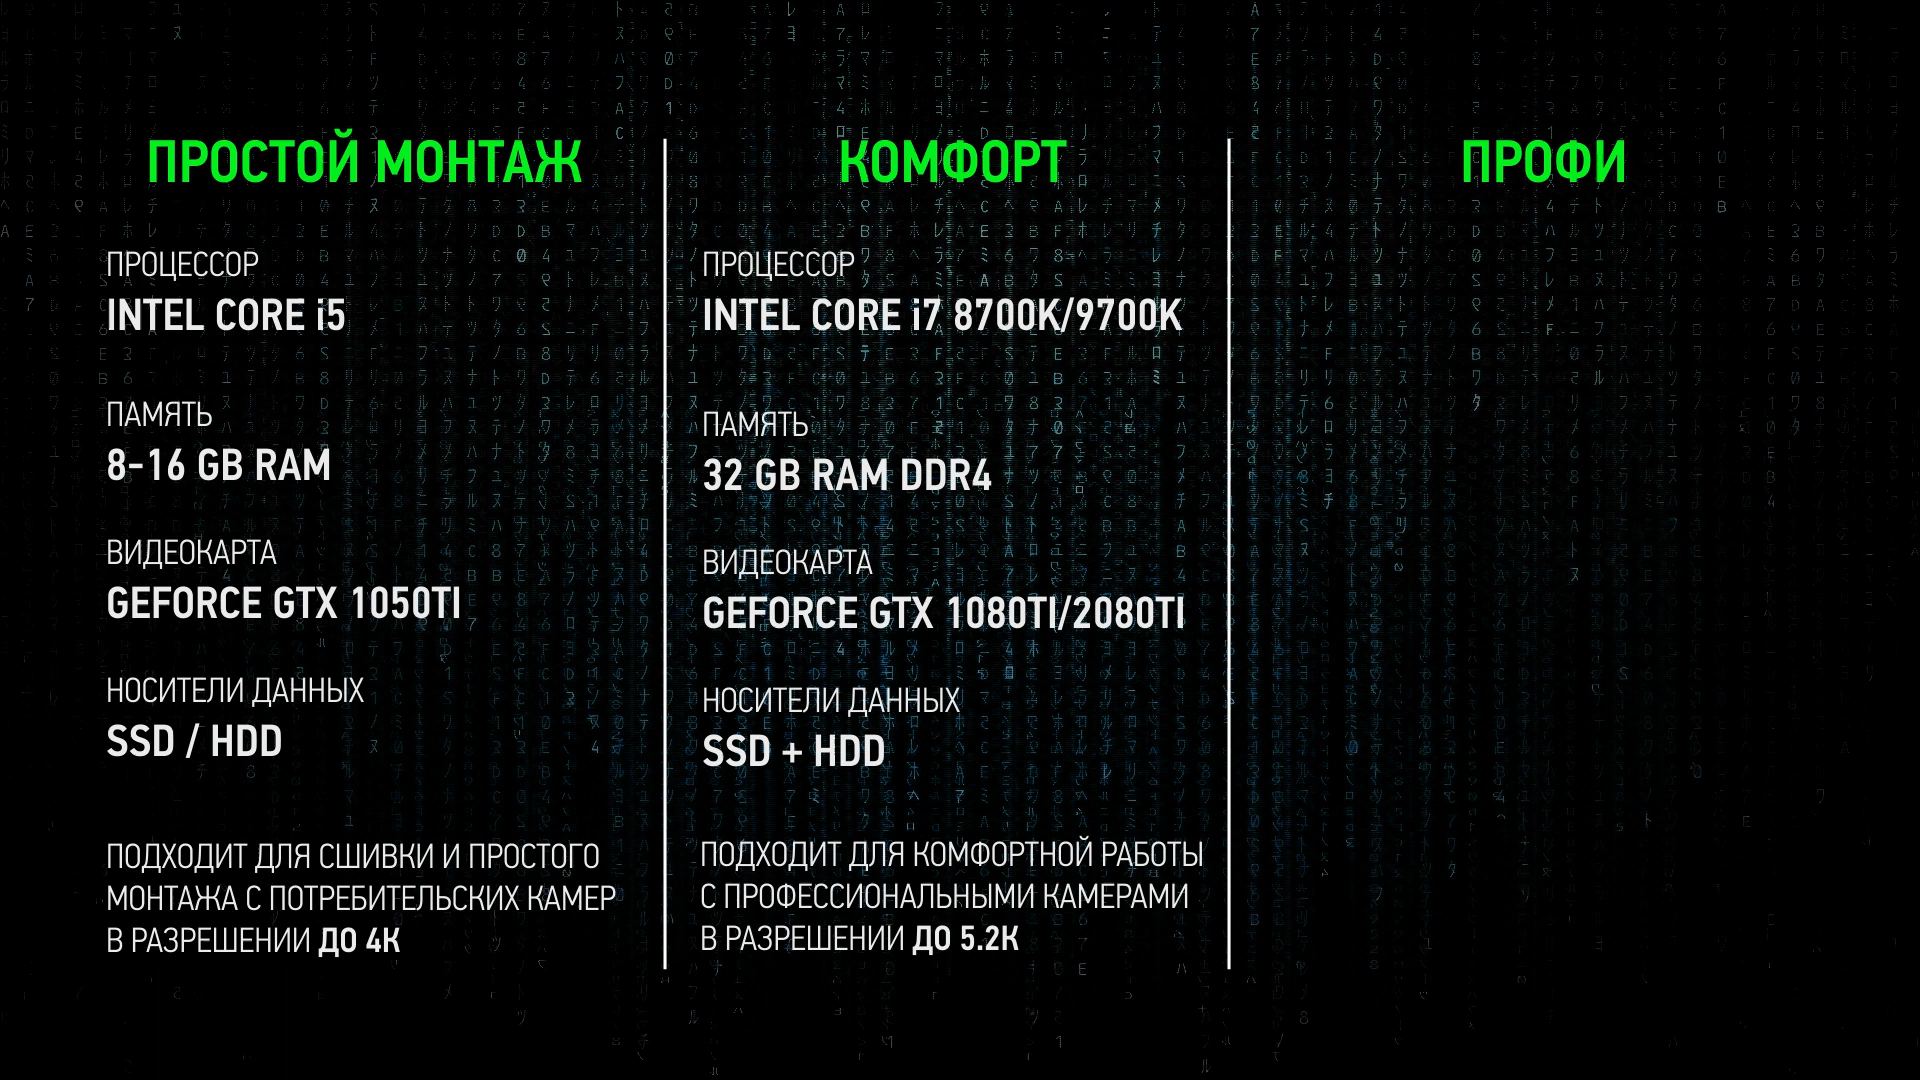 ПРОСТОЙ МОНТАЖ
ПРОЦЕССОР
INTEL CORE i5
ПАМЯТЬ
8-16 GB RAM
ВИДЕОКАРТА
GEFORCE GTX 1050TI
НОСИТЕЛИ ДАННЫХ
SSD / HDD
ПОДХОДИТ ДЛЯ СШИВКИ И ПРОСТОГО
МОНТАЖА С ПОТРЕБИТЕЛЬСКИХ КАМЕР
В РАЗРЕШЕНИИ ДО 4К
КОМФОРТ
ПРОЦЕССОР
INTEL CORE i7 8700K/9700K
ПАМЯТЬ
32 GB RAM DDR4
ВИДЕОКАРТА
GEFORCE GTX 1080TI/2080TI
НОСИТЕЛИ ДАННЫХ
SSD + HDD
ПОДХОДИТ ДЛЯ КОМФОРТНОЙ РАБОТЫ
С ПРОФЕССИОНАЛЬНЫМИ КАМЕРАМИ
В РАЗРЕШЕНИИ ДО 5.2К
ПРОФИ